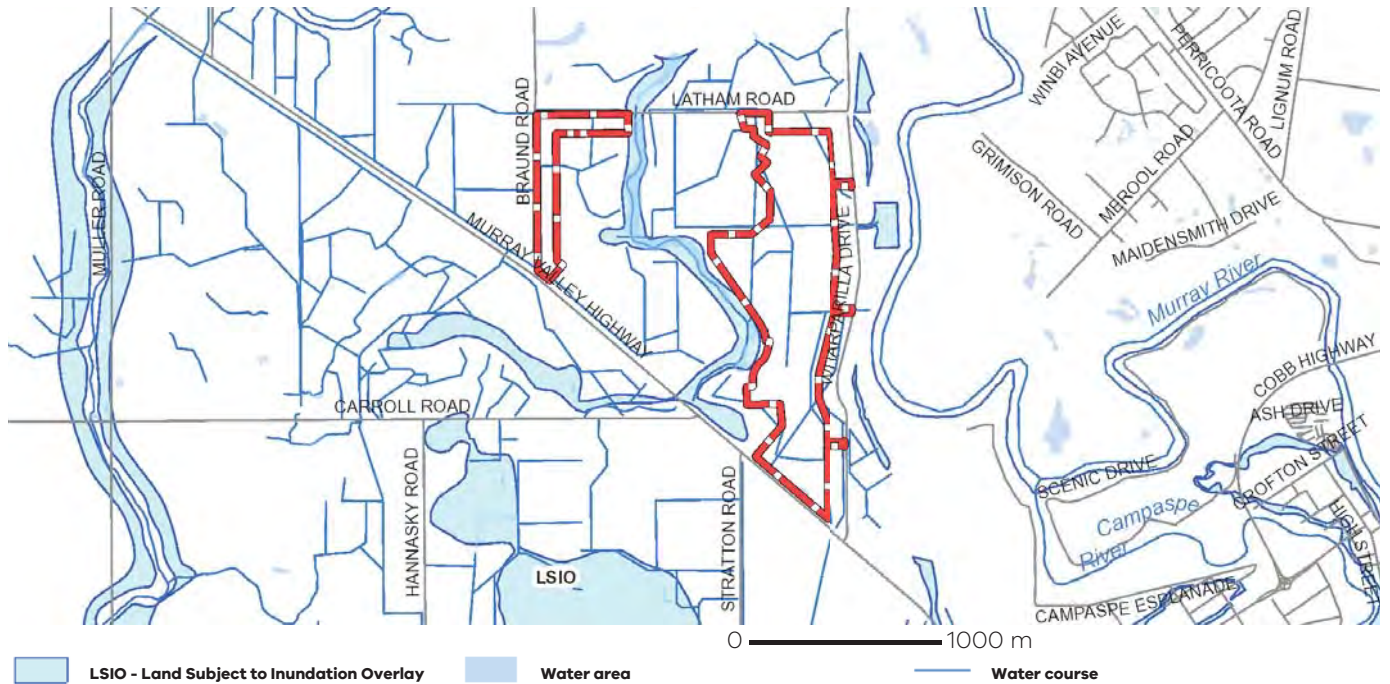 WINBI AVENUE
PERRICOOTA ROAD
LIGNUM ROAD
LATHAM ROAD
BRAUND ROAD
GRIMISON ROAD
MEROOL ROAD
MULLER ROAD
MAIDENSMITH DRIVE
MURRAY VALLEY HIGHWAY
WHARPARILLA DRIVE
Murray River
COBB HIGHWAY
CARROLL ROAD
ASH DRIVE
CROFTON STREET
SCENIC DRIVE
HANNASKY ROAD
STRATTON ROAD
Campaspe
River
HIGH STREET
LSIO
CAMPASPE ESPLANADE
0 1000 m
LSIO - Land Subject to Inundation Overlay
Water area
Water course